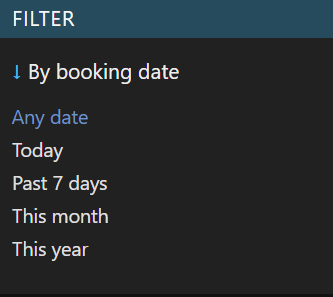 FILTER
↓ By booking date
Any date
Today
Past 7 days
This month
This year